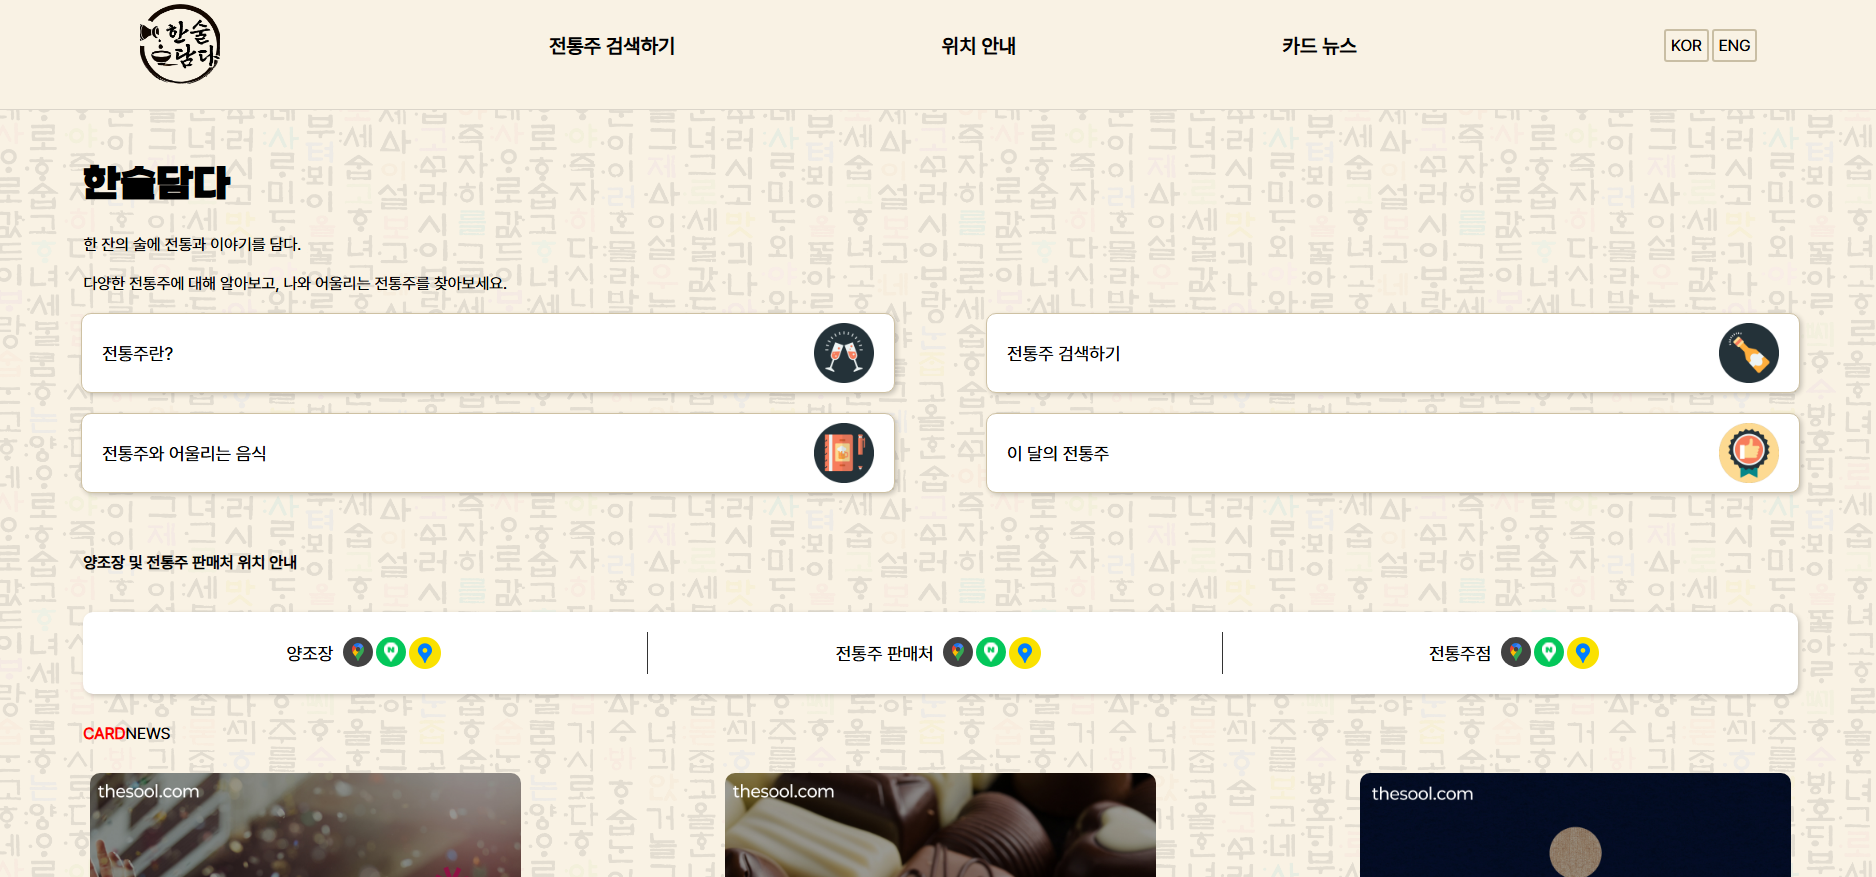 한술
담다
전통주 검색하기
위치 안내
카드 뉴스
KOR ENG
한술담다
한 잔의 술에 전통과 이야기를 담다.
다양한 전통주에 대해 알아보고, 나와 어울리는 전통주를 찾아보세요.
전통주란?
전통주 검색하기
전통주와 어울리는 음식
이 달의 전통주
양조장 및 전통주 판매처 위치 안내
양조장
전통주 판매처
전통주점
CARDNEWS
thesool.com
thesool.com
thesool.com